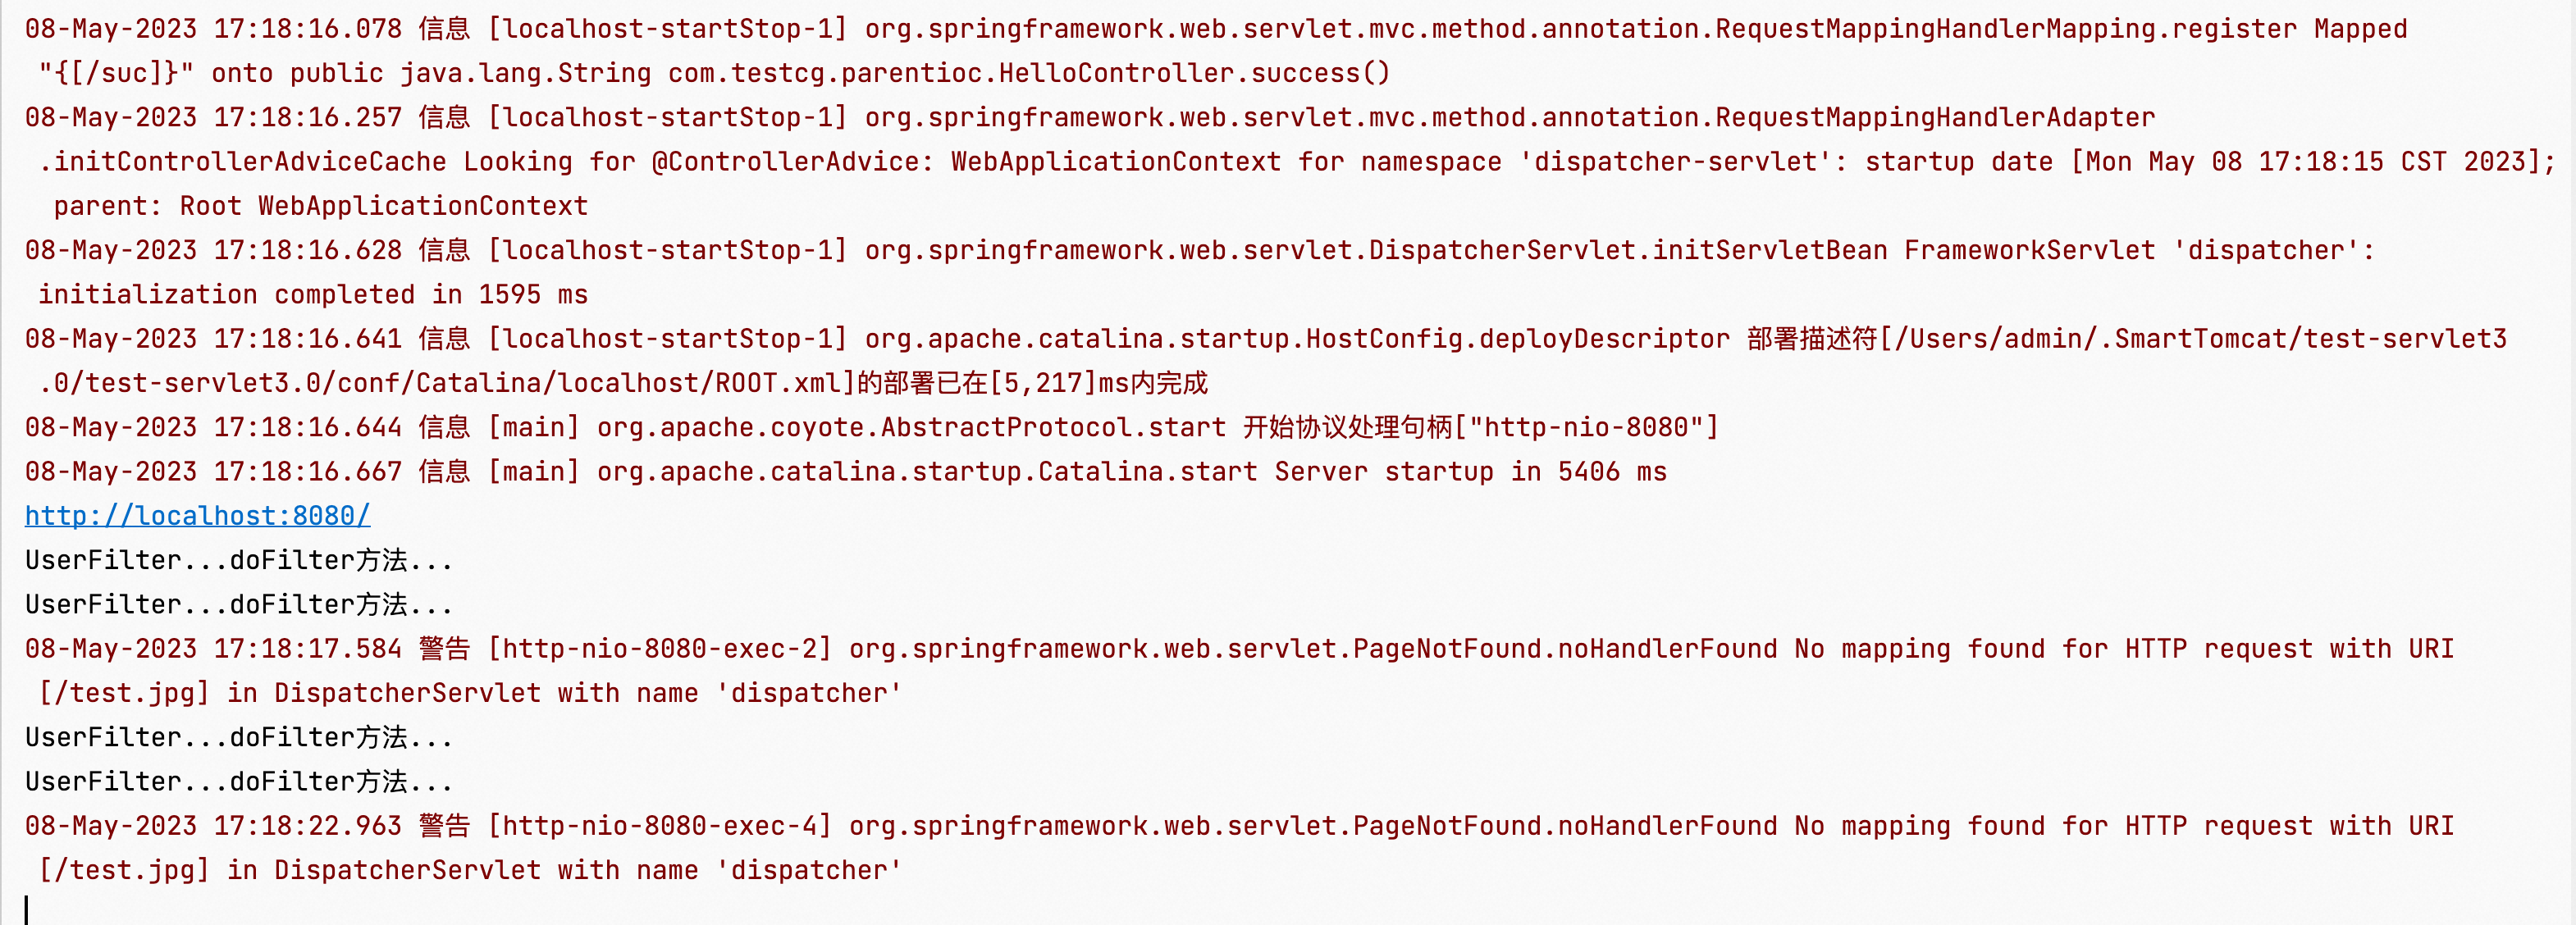 08-May-2023 17:18:16.078 信息 [localhost-startStop-1] org.springframework.web.servlet.mvc.method.annotation.RequestMappingHandlerMapping.register Mapped
"{[/suc]}" onto public java.lang.String com.testcg.parentioc.HelloController.success()
08-May-2023 17:18:16.257 信息 [localhost-startStop-1] org.springframework.web.servlet.mvc.method.annotation.RequestMappingHandlerAdapter
.initControllerAdviceCache Looking for @ControllerAdvice: WebApplicationContext for namespace 'dispatcher-servlet': startup date [Mon May 08 17:18:15 CST 2023];
parent: Root WebApplicationContext
08-May-2023 17:18:16.628 信息 [localhost-startStop-1] org.springframework.web.servlet.DispatcherServlet.initServletBean FrameworkServlet 'dispatcher':
initialization completed in 1595 ms
08-May-2023 17:18:16.641 信息 [localhost-startStop-1] org.apache.catalina.startup.HostConfig.deployDescriptor 部署描述符[/Users/admin/.SmartTomcat/test-servlet3
.0/test-servlet3.0/conf/Catalina/localhost/ROOT.xml]的部署已在[5,217]ms内完成
08-May-2023 17:18:16.644 信息 [main] org.apache.coyote.AbstractProtocol.start 开始协议处理句柄["http-nio-8080"]
08-May-2023 17:18:16.667 信息 [main] org.apache.catalina.startup.Catalina.start Server startup in 5406 ms
http://localhost:8080/
UserFilter...doFilter方法...
UserFilter...doFilter方法...
08-May-2023 17:18:17.584 警告 [http-nio-8080-exec-2] org.springframework.web.servlet.PageNotFound.noHandlerFound No mapping found for HTTP request with URI
[/test.jpg] in DispatcherServlet with name 'dispatcher'
UserFilter...doFilter方法...
UserFilter...doFilter方法...
08-May-2023 17:18:22.963 警告 [http-nio-8080-exec-4] org.springframework.web.servlet.PageNotFound.noHandlerFound No mapping found for HTTP request with URI
[/test.jpg] in DispatcherServlet with name 'dispatcher'